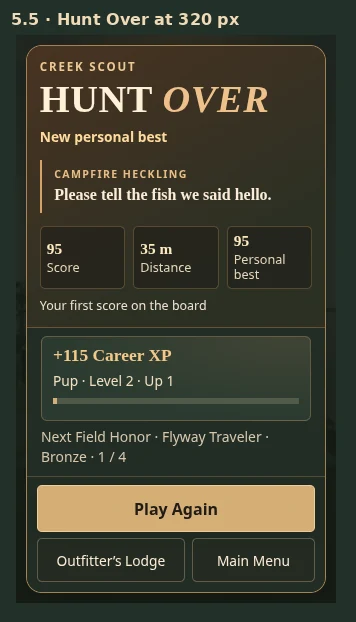 5.5 · Hunt Over at 320 px
CREEK SCOUT
HUNT OVER
New personal best
CAMPFIRE HECKLING
Please tell the fish we said hello.
95
Score
35 m
Distance
95
Personal
best
Your first score on the board
+115 Career XP
Pup · Level 2 · Up 1
Next Field Honor · Flyway Traveler ·
Bronze · 1 / 4
Play Again
Outfitter’s Lodge
Main Menu